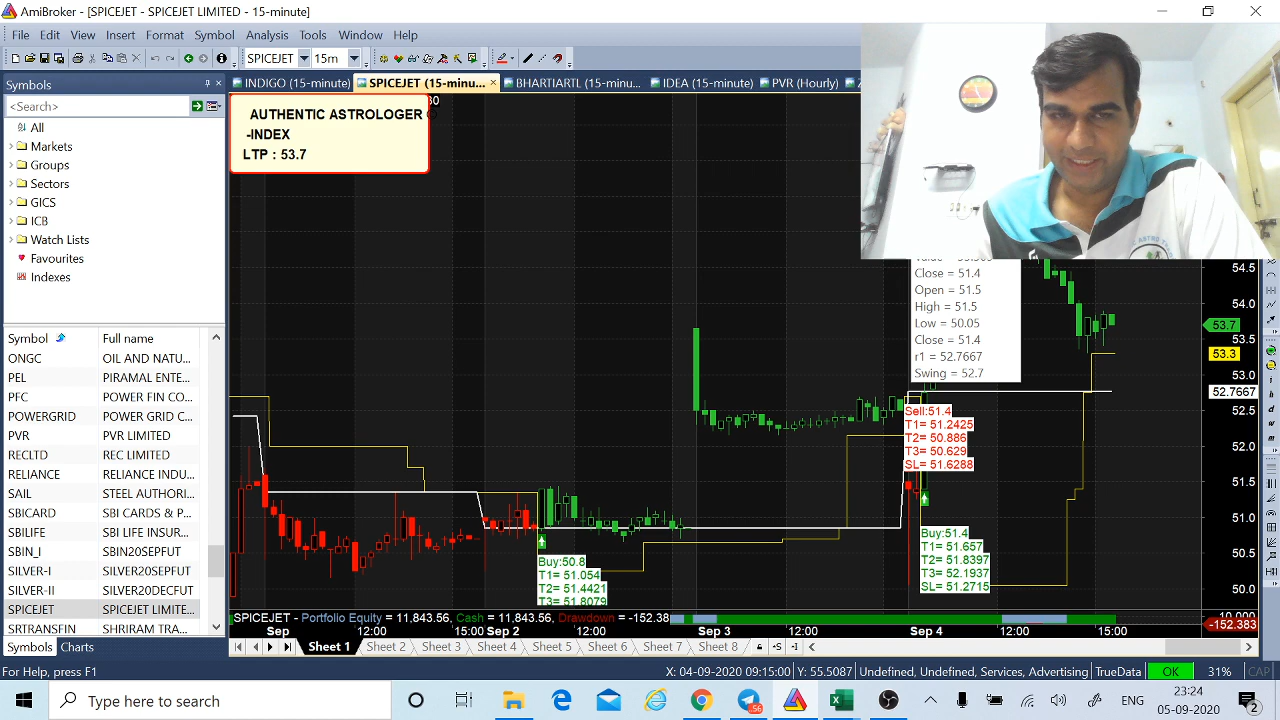 AmiBroker - [SPICEJET - SPICEJET LIMITED - 15-minute]
File Edit View Insert Format Symbol Analysis Tools Window Help
SPICEJET 15m
Symbols
INDIGO (15-minute)
SPICEJET (15-minu...
BHARTIARTL (15-minu...
IDEA (15-minute)
PVR (Hourly)
<Search>
All
Markets
Groups
Sectors
GICS
ICB
Watch Lists
Favourites
Indexes
AUTHENTIC ASTROLOGER
-INDEX
LTP : 53.7
Close = 51.4
Open = 51.5
High = 51.5
Low = 50.05
Close = 51.4
r1 = 52.7667
Swing = 52.7
Symbol Full name
ONGC OIL AND NATU...
PEL PIRAMAL ENTE...
PFC POWER FIN CO...
POWERGRID POWER GRID C...
PVR PVR LIMITED
RECLTD REC LIMITED
RELIANCE RELIANCE INDU...
SAIL STEEL AUTHORI...
SBICARD SBI CARDS & P...
SBILIFE SBI LIFE INSUR...
SBIN_I SBIN20SEPFUT
SILVER-I SILVER20SEPFUT
SILVER-II SILVER20DECFUT
SPICEJET SPICEJET LIMITE...
SRTRANSFIN SHRIRAM TRA...
Symbols Charts
Sell:51.4
T1= 51.2425
T2= 50.886
T3= 50.629
SL= 51.6288
Buy:50.8
T1= 51.054
T2= 51.4421
T3= 51.8079
Buy:51.4
T1= 51.657
T2= 51.8397
T3= 52.1937
SL= 51.2715
54.5
54.0
53.7
53.5
53.3
53.0
52.7667
52.5
52.0
51.5
51.0
50.5
50.0
-152.383
SPICEJET - Portfolio Equity = 11,843.56, Cash = 11,843.56, Drawdown = -152.38
Sep 12:00 15:00 Sep 2 12:00 Sep 3 12:00 Sep 4 12:00 15:00
Sheet 1 Sheet 2 Sheet 3 Sheet 4 Sheet 5 Sheet 6 Sheet 7 Sheet 8
For Help, press F1
X: 04-09-2020 09:15:00 Y: 55.5087 Undefined, Undefined, Services, Advertising TrueData OK 31% CAP
Type here to search
56
ENG
23:24
05-09-2020
2